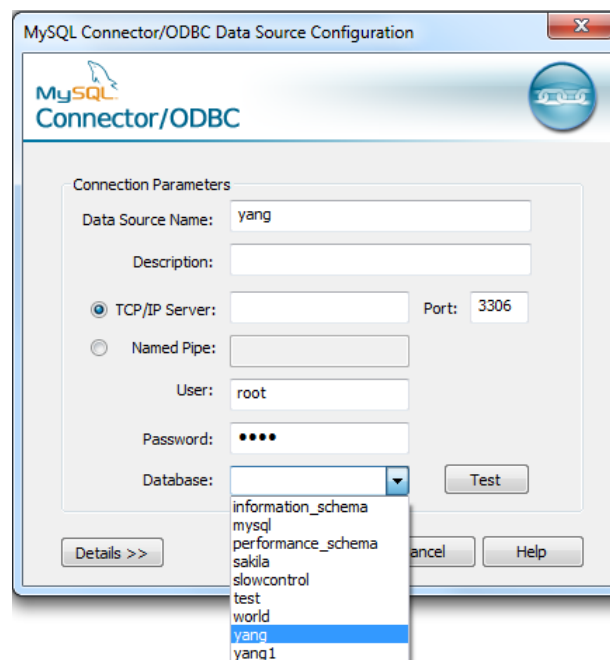 MySQL Connector/ODBC Data Source Configuration
MySQL
Connector/ODBC
Connection Parameters
Data Source Name: yang
Description:
TCP/IP Server: Port: 3306
Named Pipe:
User: root
Password: ••••
Database: Test
information_schema
mysql
performance_schema
sakila
slowcontrol
test
world
yang
yang1
Details >> ancel Help